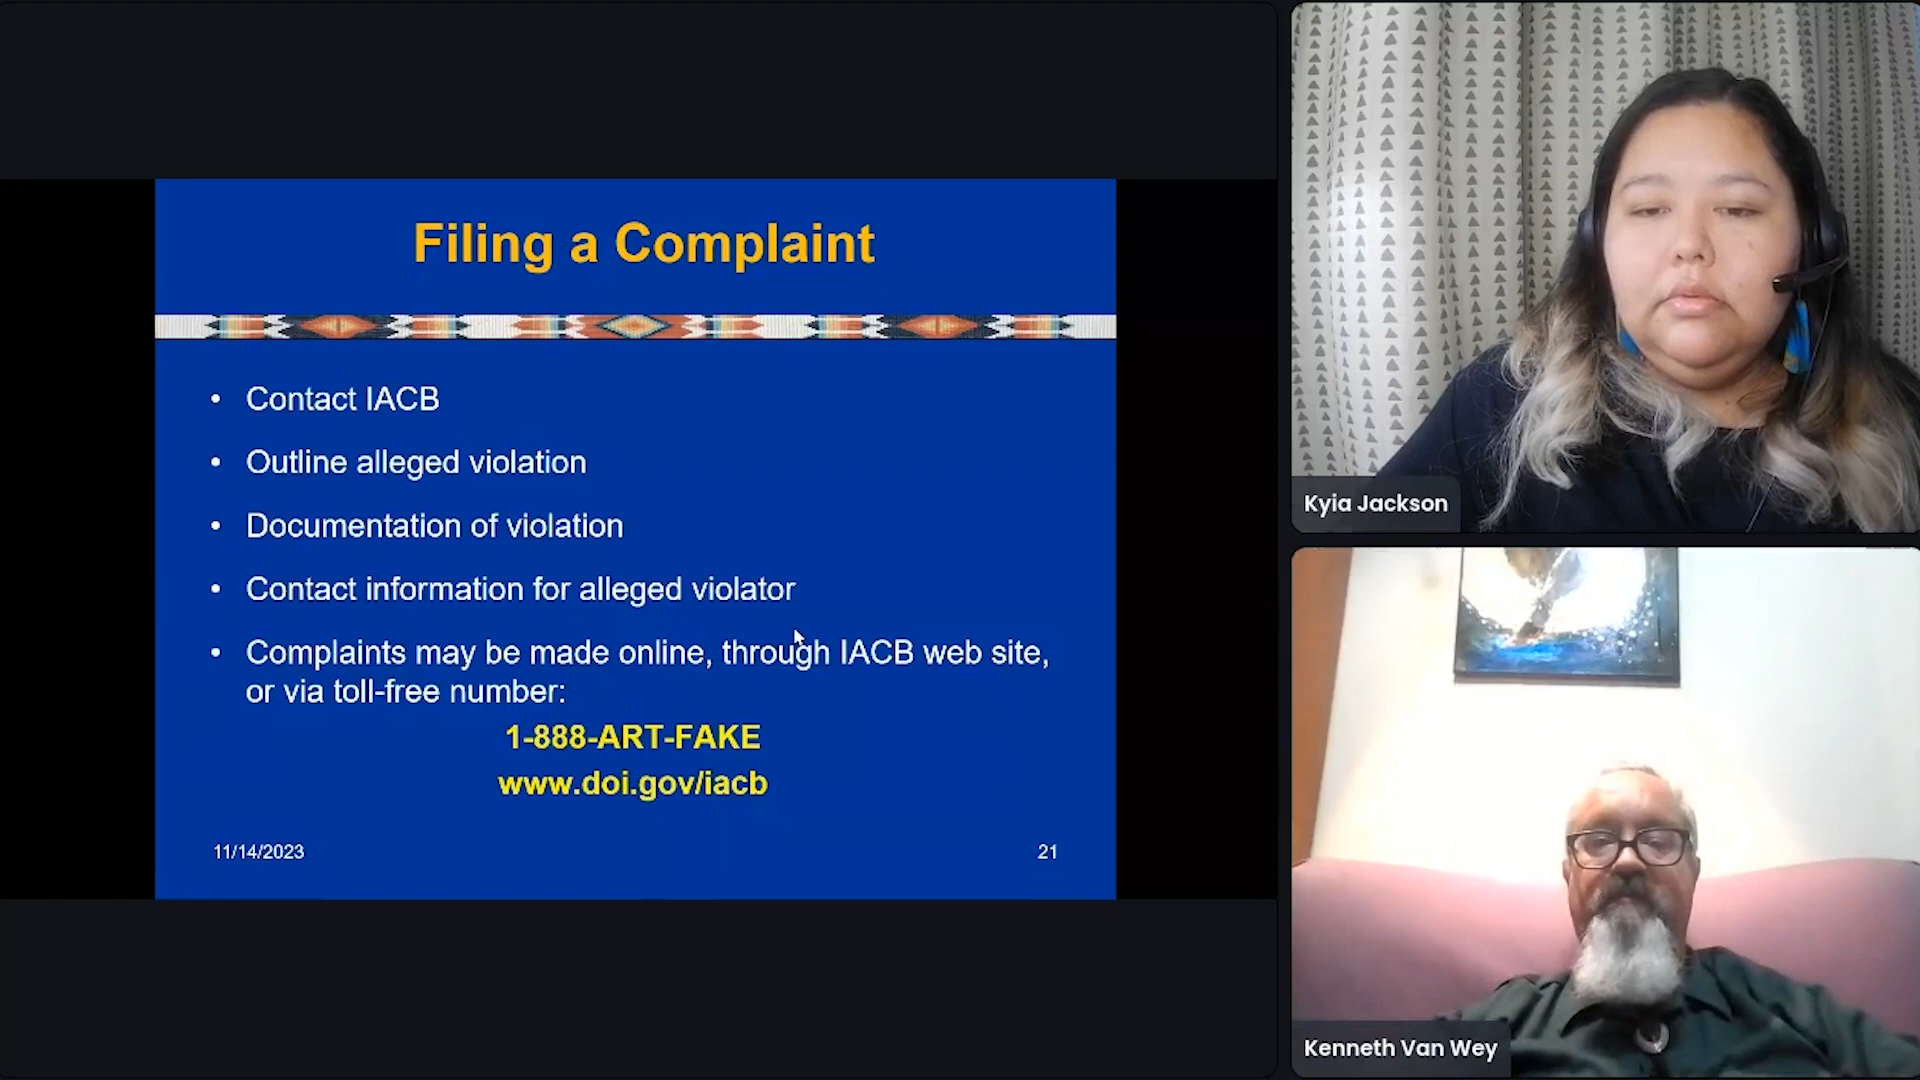 Filing a Complaint
• Contact IACB
• Outline alleged violation
• Documentation of violation
• Contact information for alleged violator
• Complaints may be made online, through IACB web site,
or via toll-free number:
1-888-ART-FAKE
www.doi.gov/iacb
11/14/2023
21
Kyia Jackson
Kenneth Van Wey